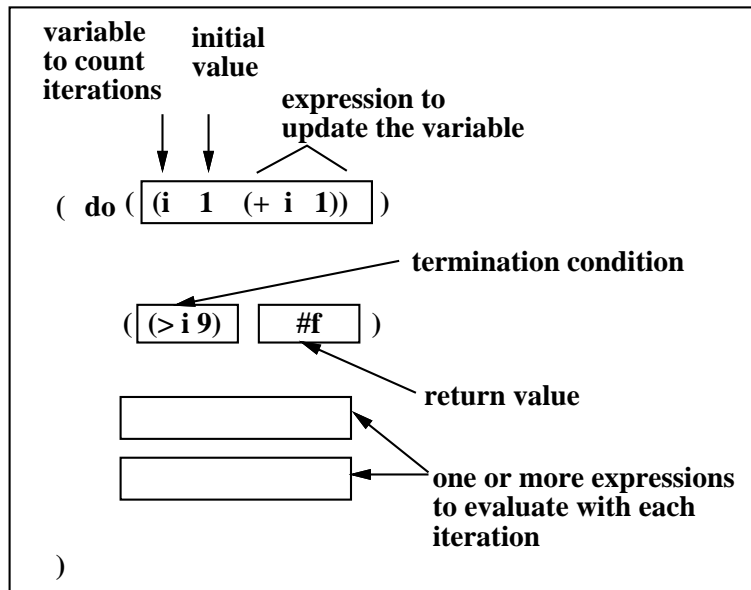 variable
to count
iterations
initial
value
expression to
update the variable
( do ( (i 1 (+ i 1)) )
termination condition
( (> i 9) #f )
return value
one or more expressions
to evaluate with each
iteration
)